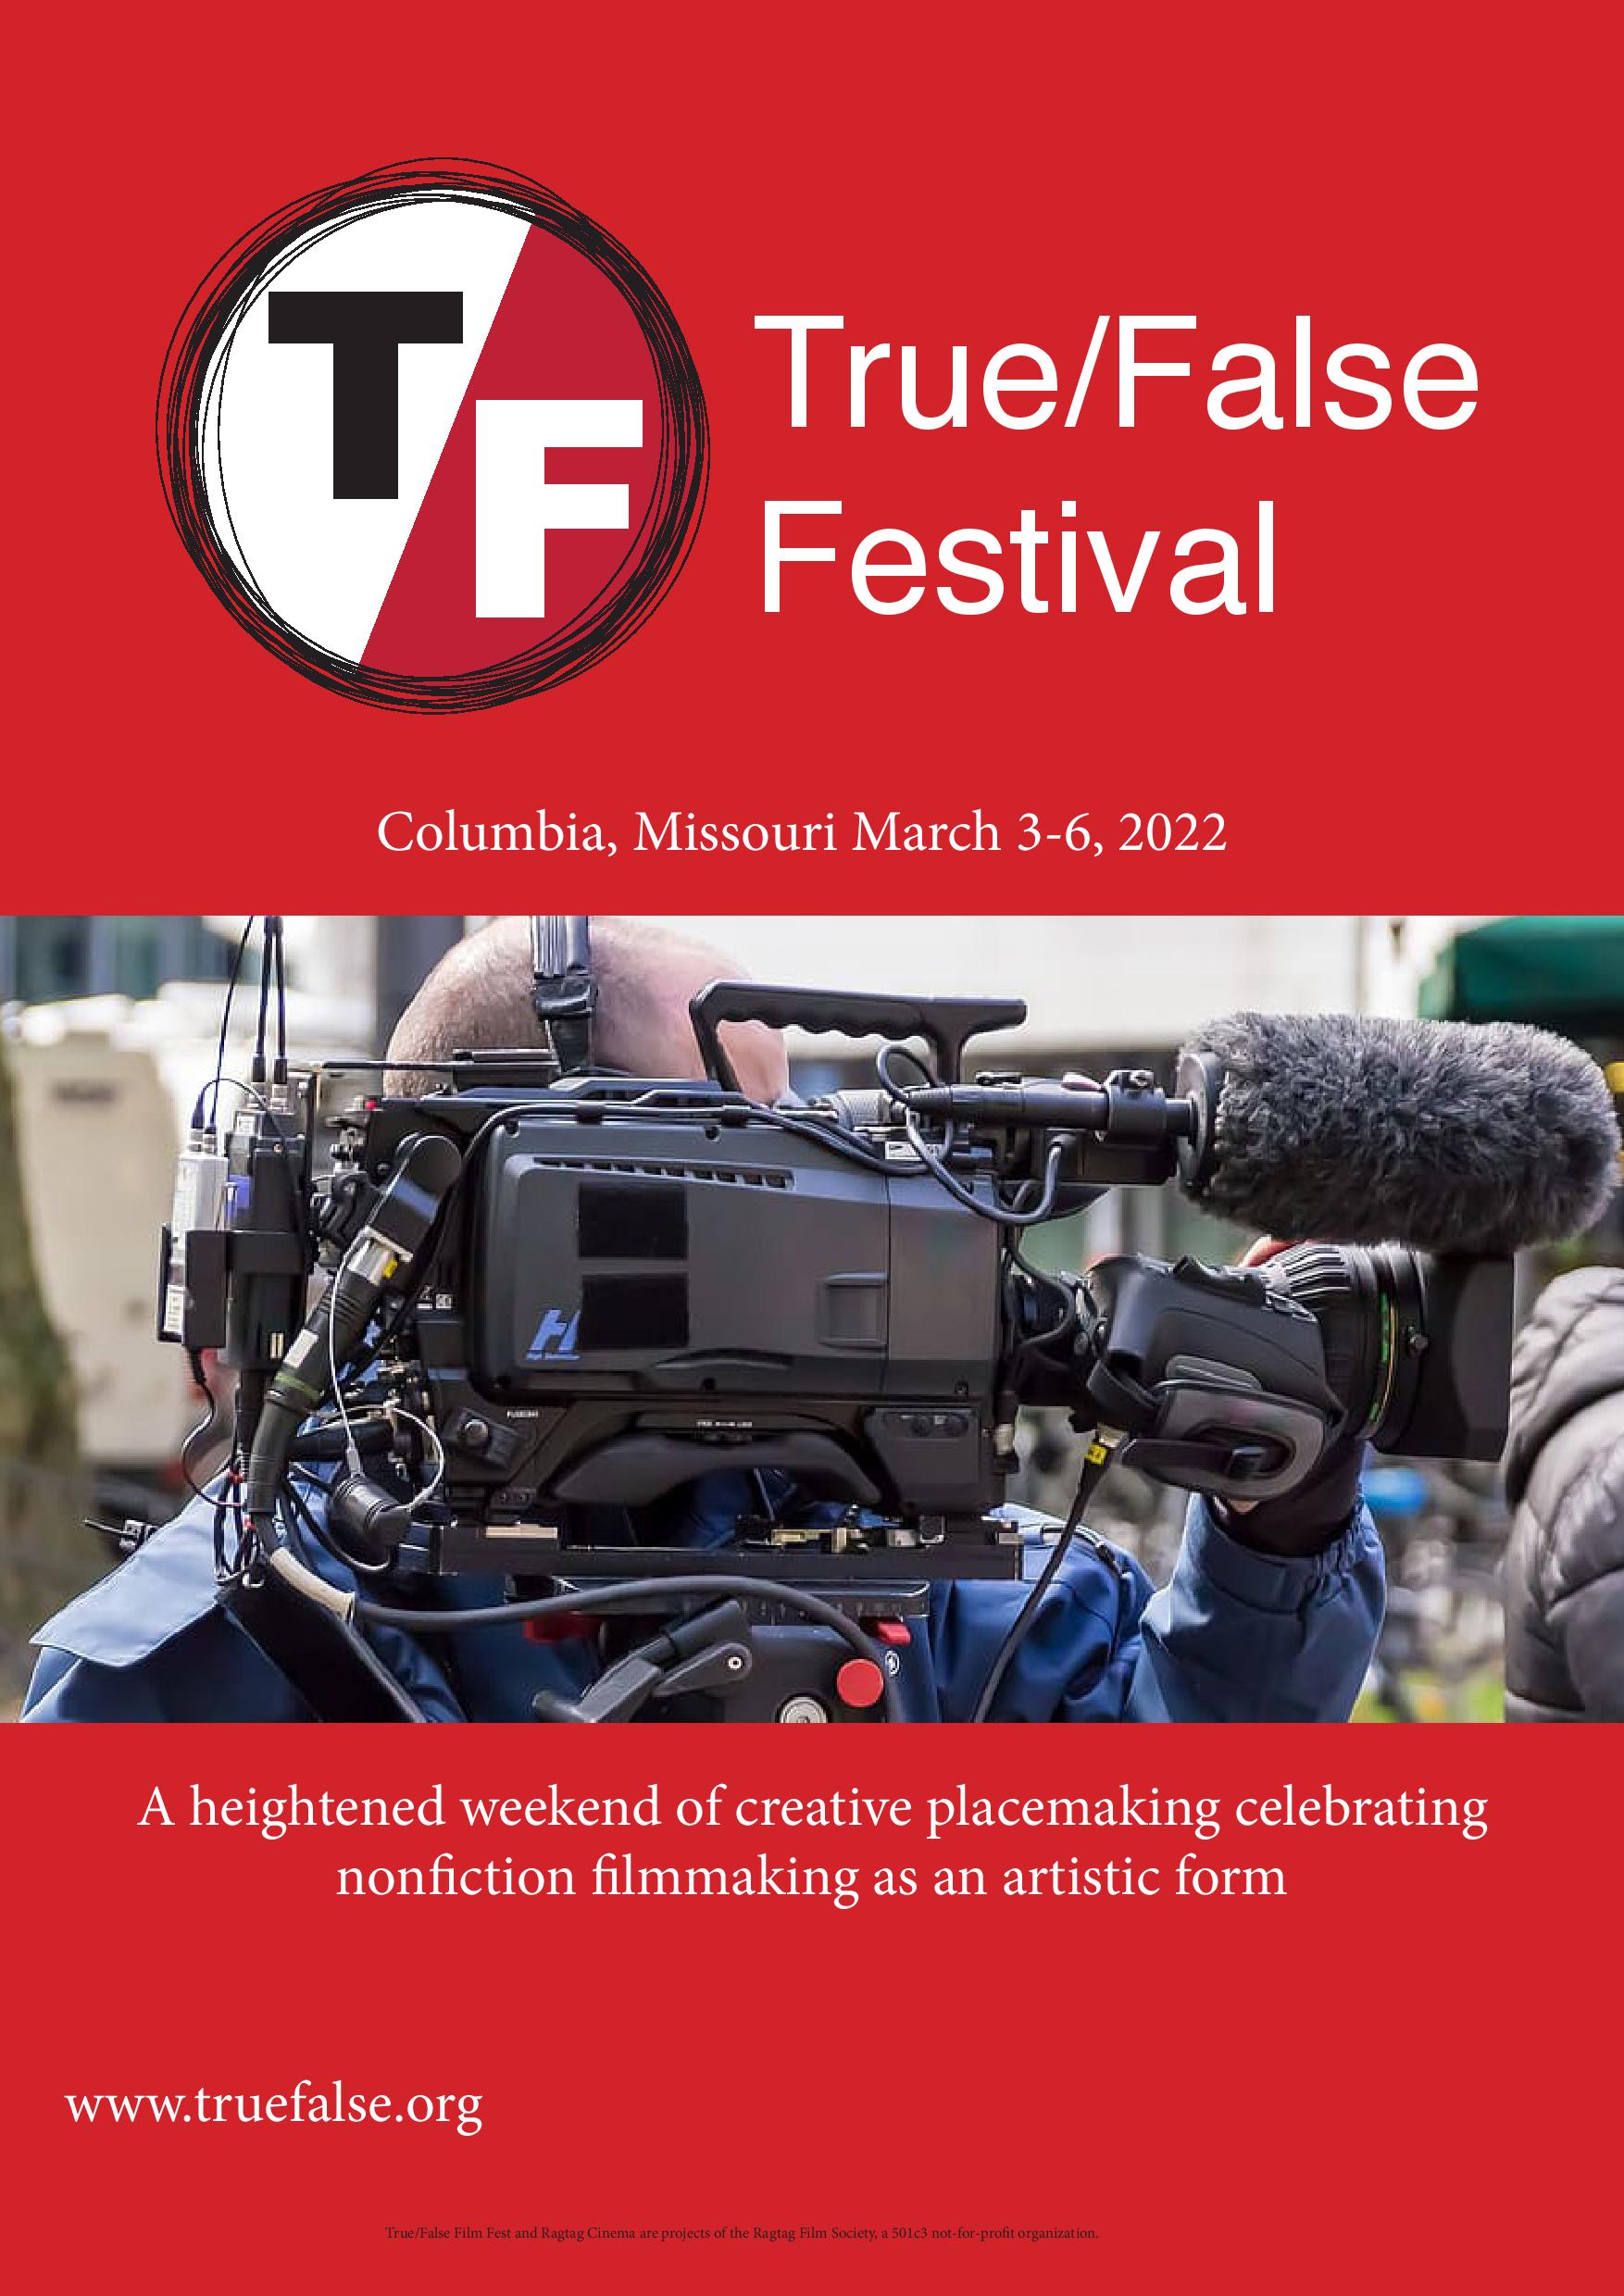 T
F
True/False
Festival
Columbia, Missouri March 3-6, 2022
A heightened weekend of creative placemaking celebrating
nonfiction filmmaking as an artistic form
www.truefalse.org
True/False Film Fest and Ragtag Cinema are projects of the Ragtag Film Society, a 501c3 not-for-profit organization.